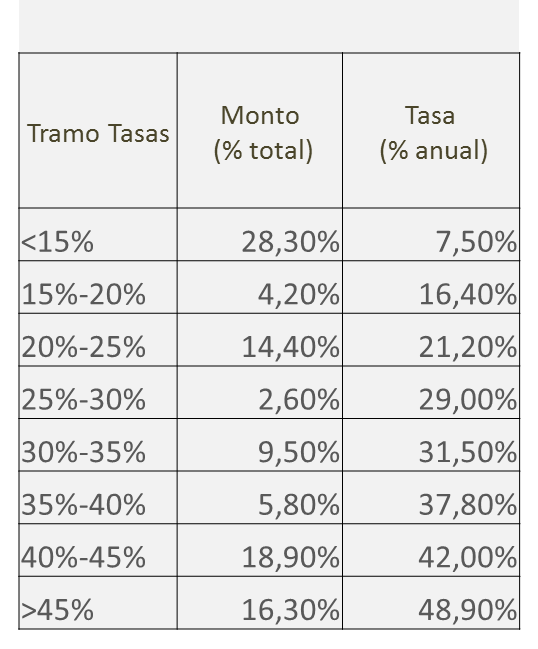 Tramo Tasas Monto (% total) Tasa (% anual)
<15% 28,30% 7,50%
15%-20% 4,20% 16,40%
20%-25% 14,40% 21,20%
25%-30% 2,60% 29,00%
30%-35% 9,50% 31,50%
35%-40% 5,80% 37,80%
40%-45% 18,90% 42,00%
>45% 16,30% 48,90%